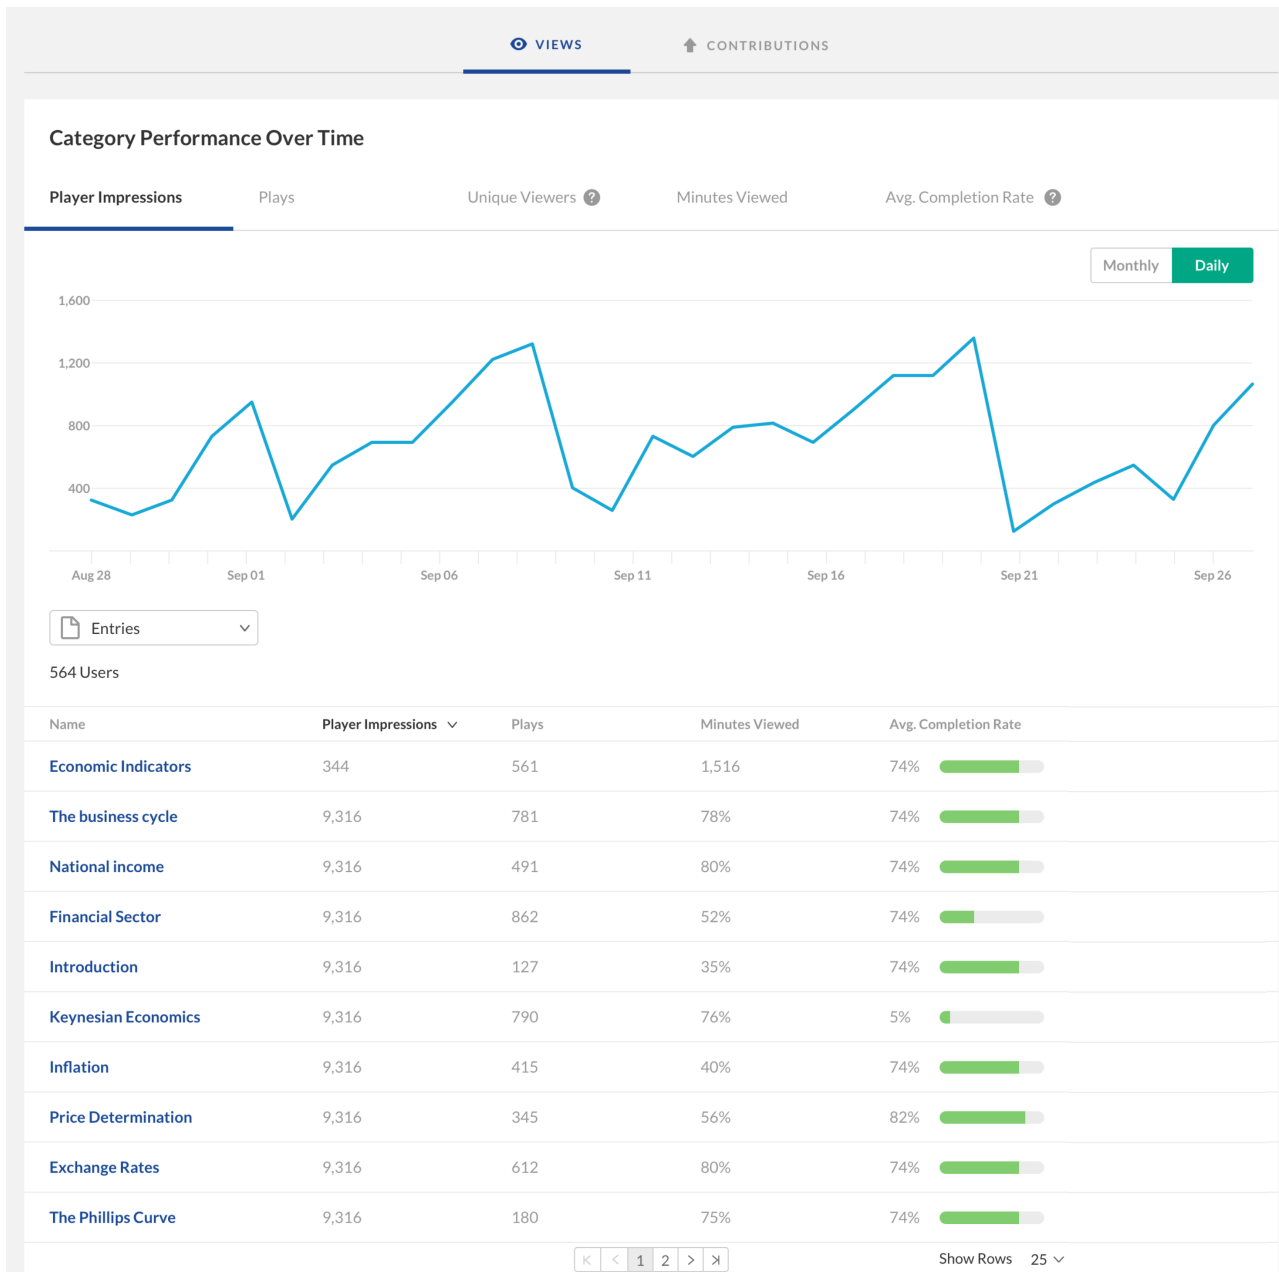 VIEWS CONTRIBUTIONS
Category Performance Over Time
Player Impressions Plays Unique Viewers ? Minutes Viewed Avg. Completion Rate ?
Monthly Daily
1,600
1,200
800
400
Aug 28 Sep 01 Sep 06 Sep 11 Sep 16 Sep 21 Sep 26
Entries
564 Users
Name Player Impressions Plays Minutes Viewed Avg. Completion Rate
Economic Indicators 344 561 1,516 74%
The business cycle 9,316 781 78% 74%
National income 9,316 491 80% 74%
Financial Sector 9,316 862 52% 74%
Introduction 9,316 127 35% 74%
Keynesian Economics 9,316 790 76% 5%
Inflation 9,316 415 40% 74%
Price Determination 9,316 345 56% 82%
Exchange Rates 9,316 612 80% 74%
The Phillips Curve 9,316 180 75% 74%
1 2 Show Rows 25